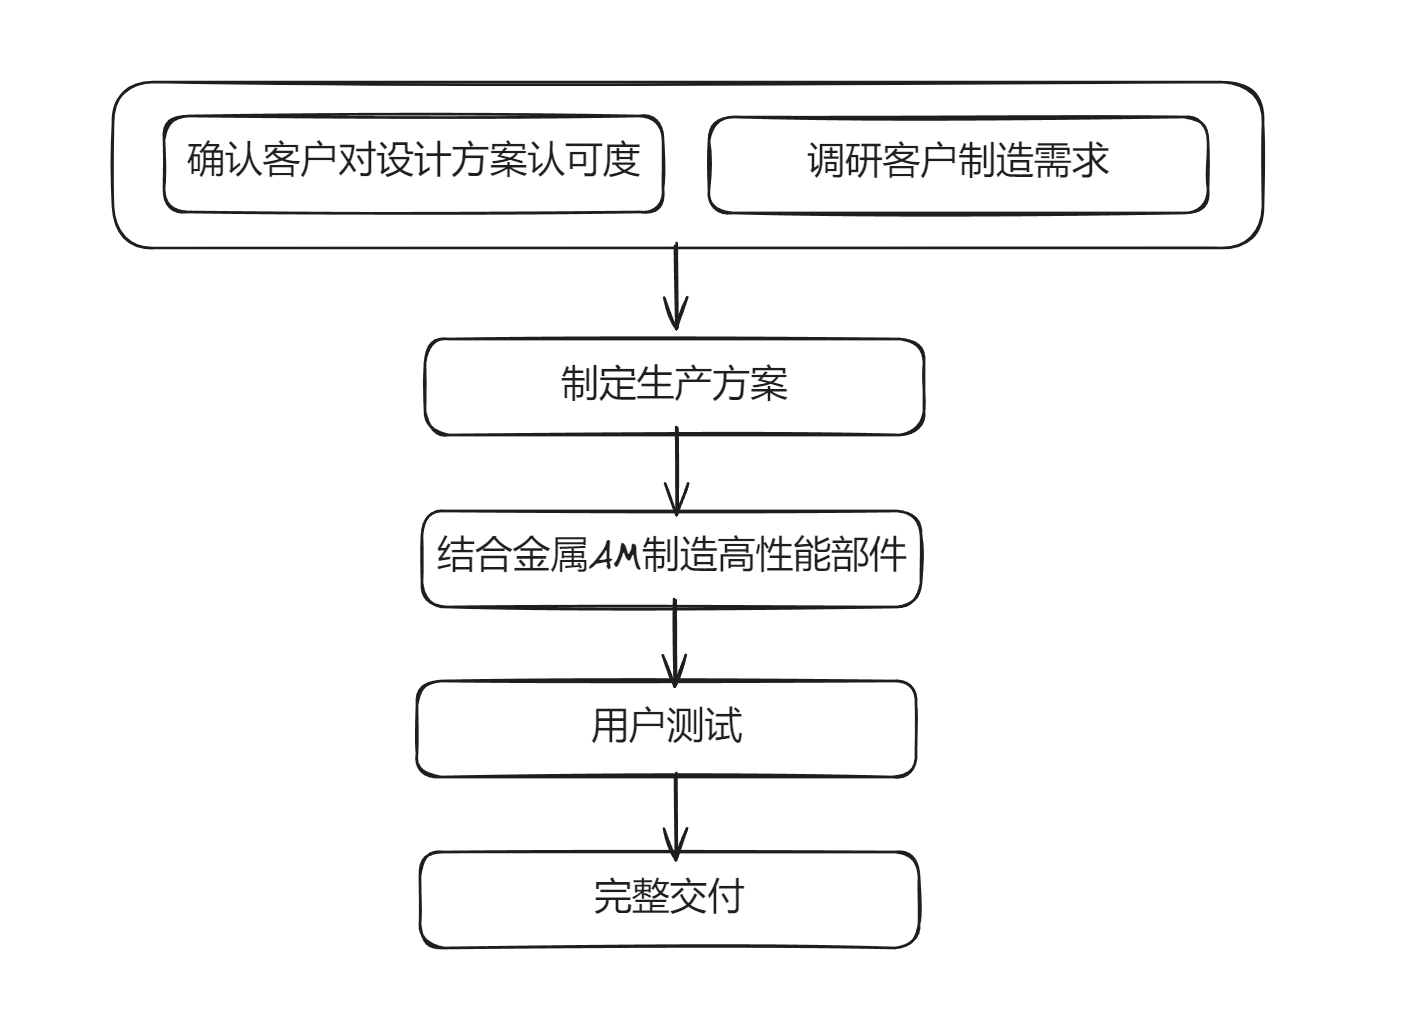 确认客户对设计方案认可度
调研客户制造需求
制定生产方案
结合金属AM制造高性能部件
用户测试
完整交付